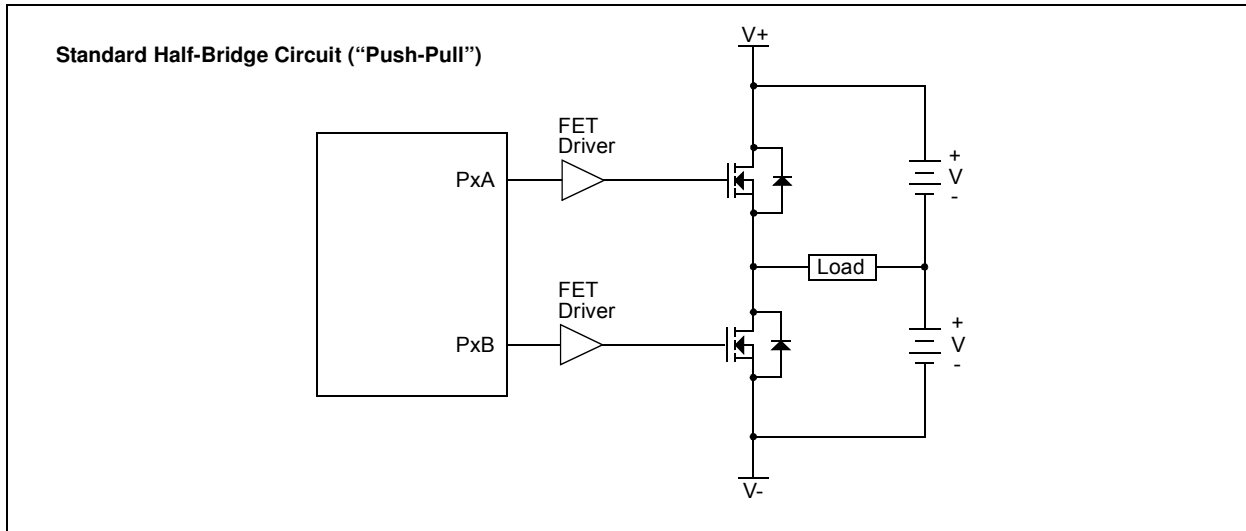 Standard Half-Bridge Circuit (“Push-Pull”)
V+
FET
Driver
PxA
+
V
-
Load
FET
Driver
PxB
+
V
-
V-